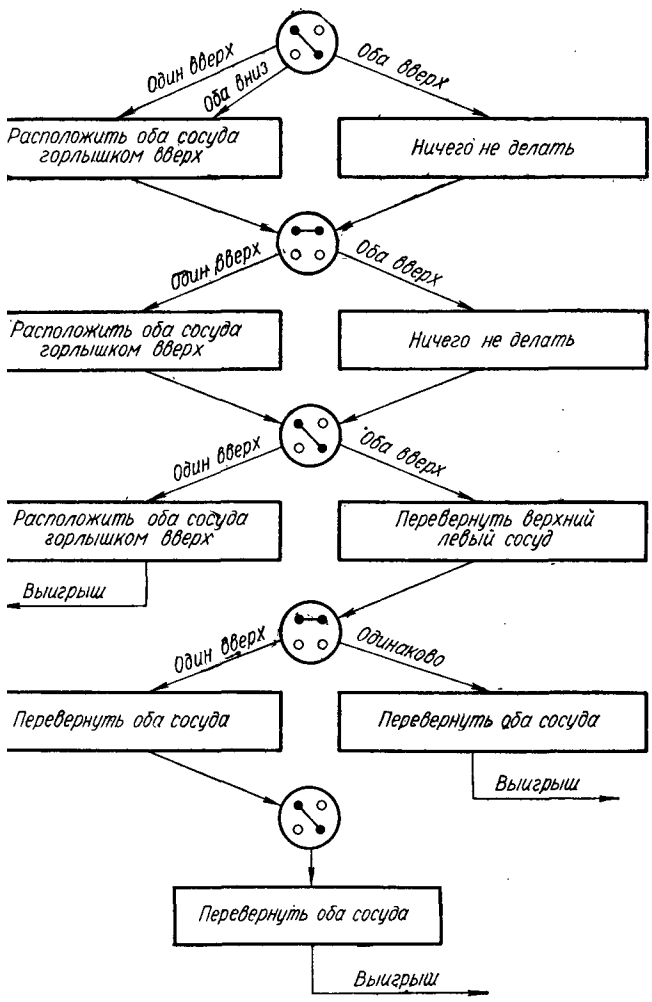 Один вверх
Оба вниз
Оба вверх
Расположить оба сосуда
горлышком вверх
Ничего не делать
Один вверх
Оба вверх
Расположить оба сосуда
горлышком вверх
Ничего не делать
Один вверх
Оба вверх
Расположить оба сосуда
горлышком вверх
Перевернуть верхний
левый сосуд
Выигрыш
Один вверх
Одинаково
Перевернуть оба сосуда
Перевернуть оба сосуда
Выигрыш
Перевернуть оба сосуда
Выигрыш